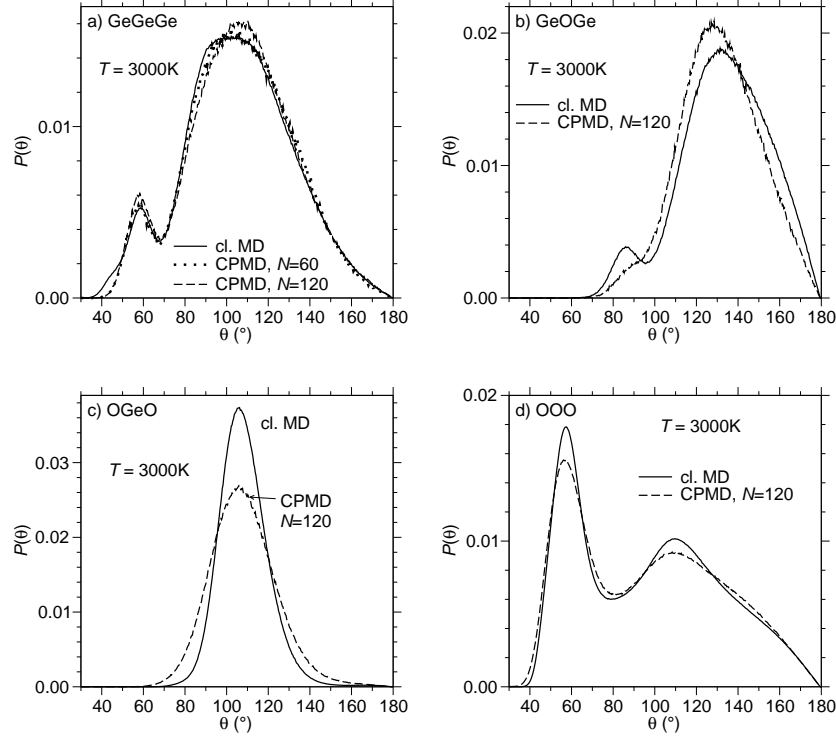 a) GeGeGe
T = 3000K
P(θ)
0.01
0.00
cl. MD
CPMD, N=60
CPMD, N=120
40 60 80 100 120 140 160 180
θ (°)
b) GeOGe
T = 3000K
cl. MD
CPMD, N=120
P(θ)
0.02
0.01
0.00
40 60 80 100 120 140 160 180
θ (°)
c) OGeO
cl. MD
T = 3000K
CPMD
N=120
P(θ)
0.03
0.02
0.01
0.00
40 60 80 100 120 140 160 180
θ (°)
0.02
d) OOO
T = 3000K
cl. MD
CPMD, N=120
P(θ)
0.01
0.00
40 60 80 100 120 140 160 180
θ (°)